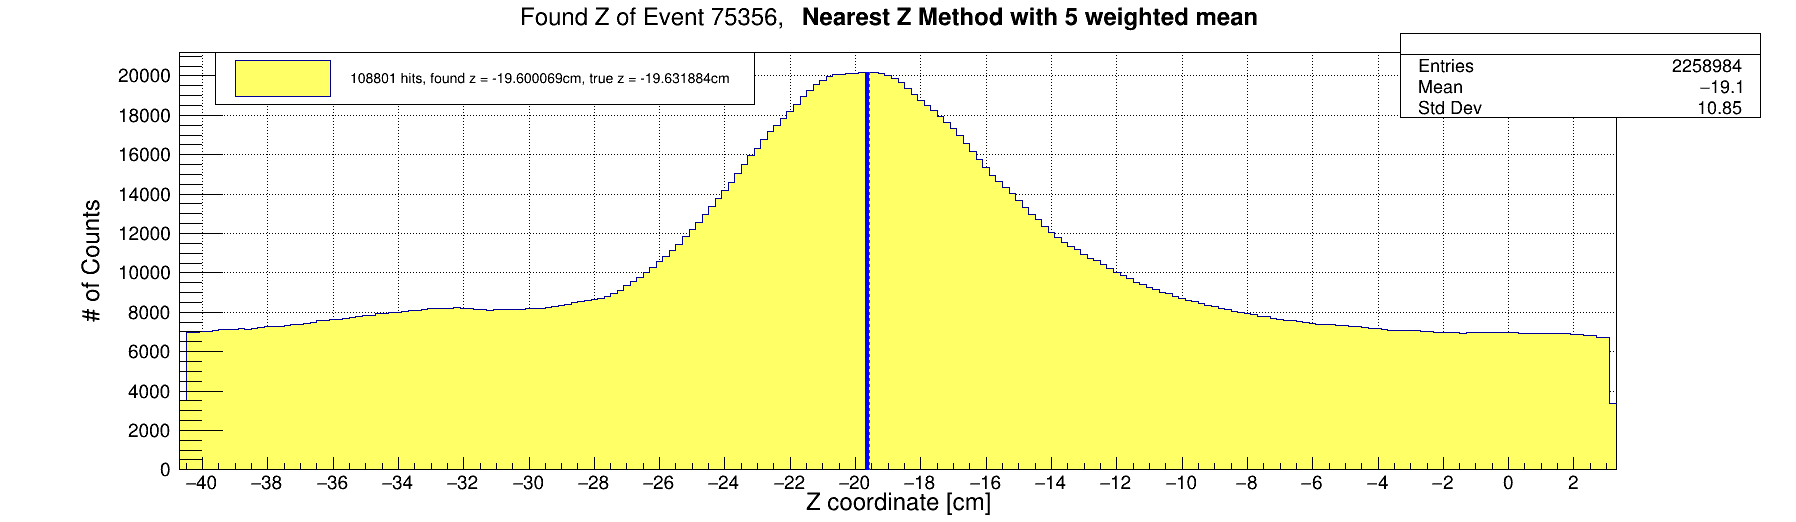 Found Z of Event 75356, Nearest Z Method with 5 weighted mean
108801 hits, found z = -19.600069cm, true z = -19.631884cm
Entries 2258984
Mean −19.1
Std Dev 10.85
# of Counts
20000
18000
16000
14000
12000
10000
8000
6000
4000
2000
0
−40 −38 −36 −34 −32 −30 −28 −26 −24 −22 −20 −18 −16 −14 −12 −10 −8 −6 −4 −2 0 2
Z coordinate [cm]